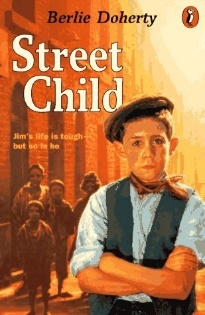 Berlie Doherty
Street
Child
Jim's life is tough—
but so is he